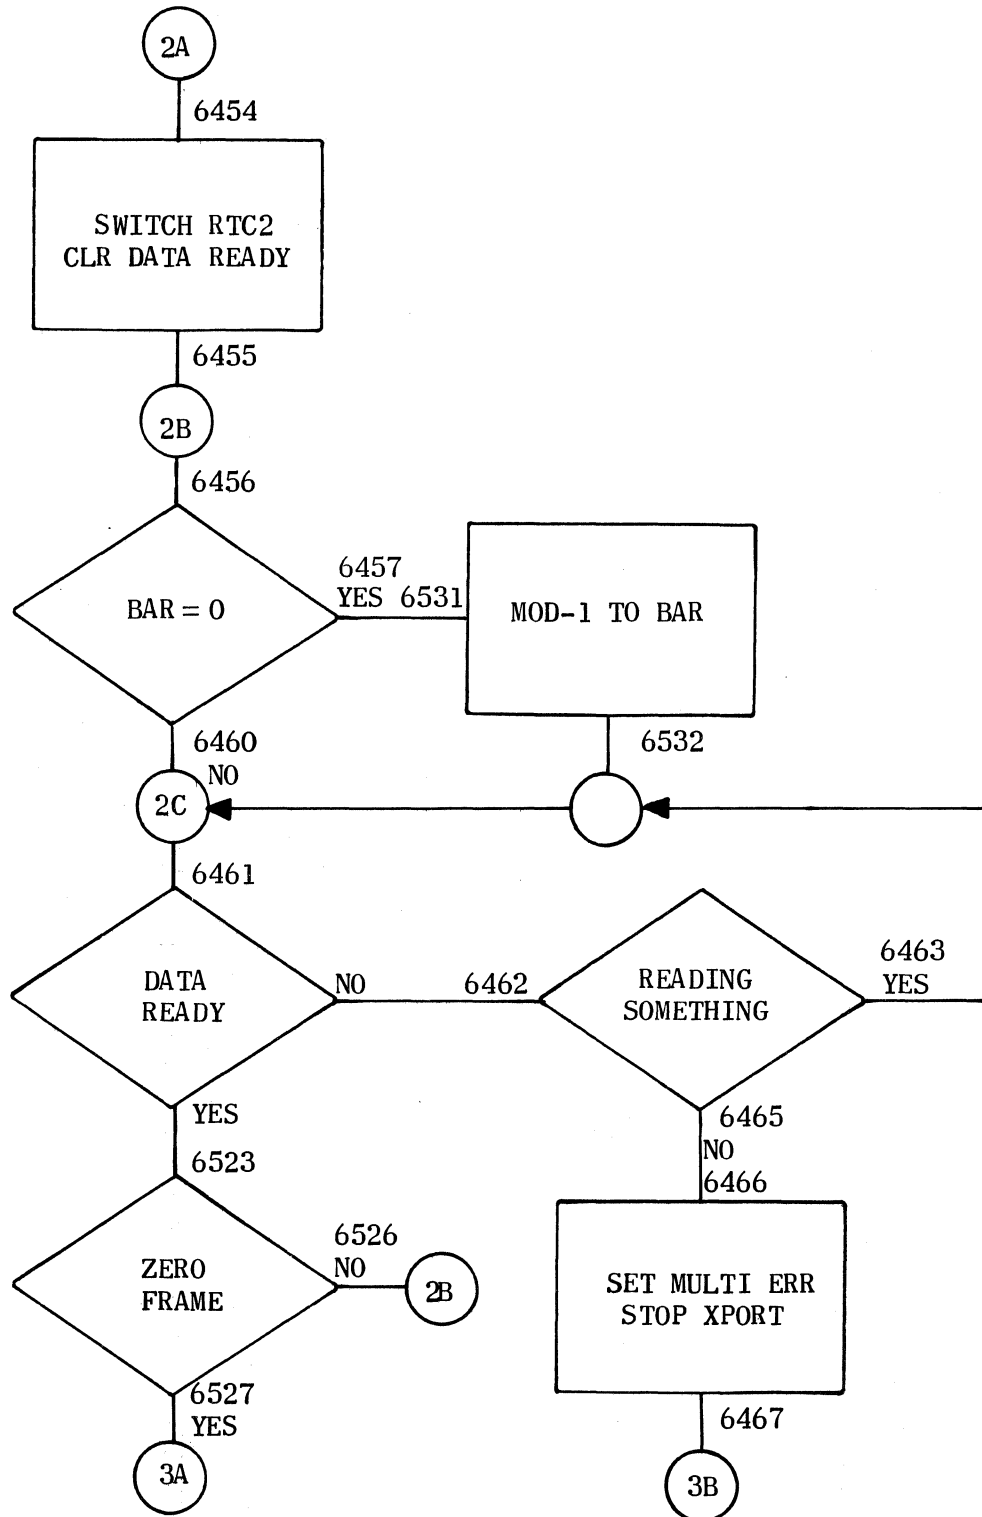 2A
6454
SWITCH RTC2
CLR DATA READY
6455
2B
6456
BAR = 0
6457
YES 6531
MOD-1 TO BAR
6532
6460
NO
2C
6461
DATA
READY
NO
6462
READING
SOMETHING
6463
YES
YES
6523
6465
NO
6466
ZERO
FRAME
6526
NO
2B
SET MULTI ERR
STOP XPORT
6527
YES
6467
3A
3B